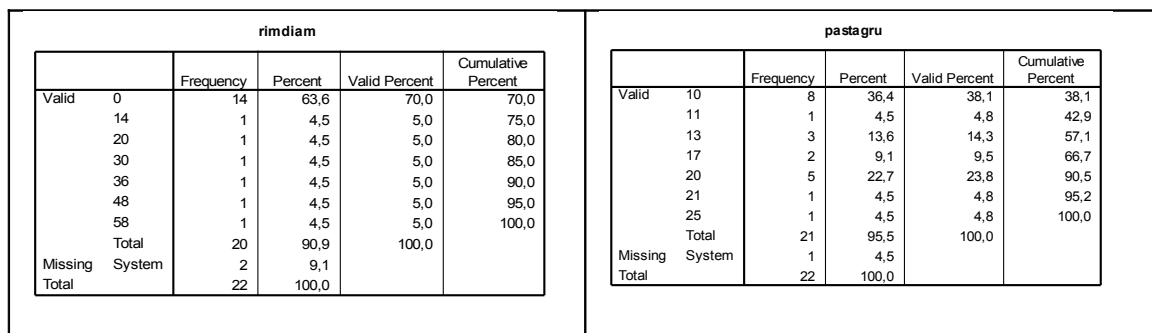 rimdiam
Frequency Percent Valid Percent Cumulative Percent
Valid 0 14 63,6 70,0 70,0
14 1 4,5 5,0 75,0
20 1 4,5 5,0 80,0
30 1 4,5 5,0 85,0
36 1 4,5 5,0 90,0
48 1 4,5 5,0 95,0
58 1 4,5 5,0 100,0
Total 20 90,9 100,0
Missing System 2 9,1
Total 22 100,0
pastagru
Frequency Percent Valid Percent Cumulative Percent
Valid 10 8 36,4 38,1 38,1
11 1 4,5 4,8 42,9
13 3 13,6 14,3 57,1
17 2 9,1 9,5 66,7
20 5 22,7 23,8 90,5
21 1 4,5 4,8 95,2
25 1 4,5 4,8 100,0
Total 21 95,5 100,0
Missing System 1 4,5
Total 22 100,0